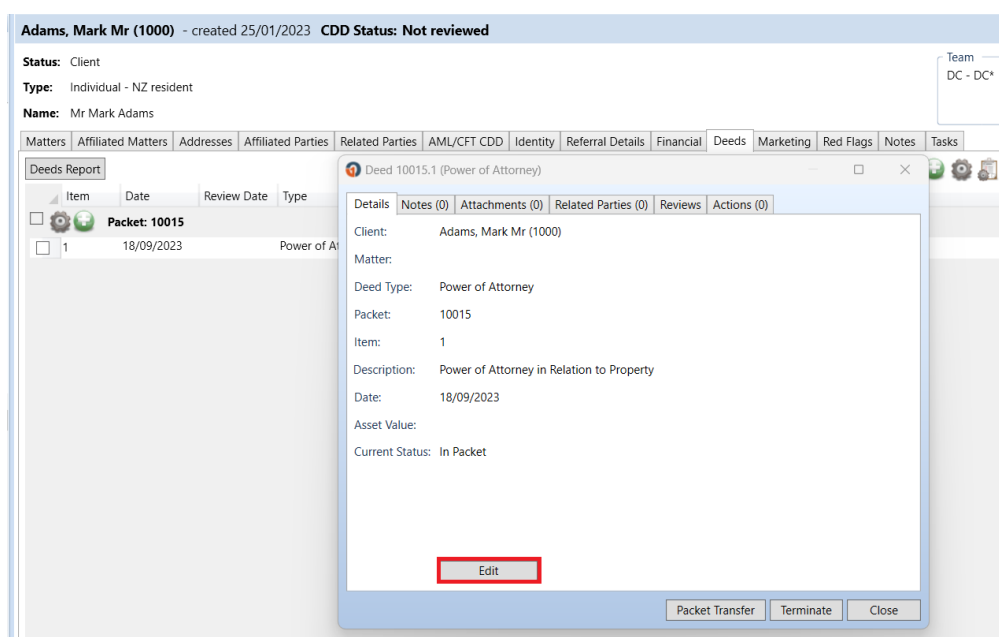 Adams, Mark Mr (1000) - created 25/01/2023 CDD Status: Not reviewed
Status: Client
Type: Individual - NZ resident
Name: Mr Mark Adams
Team
DC - DC*
Matters Affiliated Matters Addresses Affiliated Parties Related Parties AML/CFT CDD Identity Referral Details Financial Deeds Marketing Red Flags Notes Tasks
Deeds Report
Item Date Review Date Type
Packet: 10015
1 18/09/2023 Power of At
Deed 10015.1 (Power of Attorney)
Details Notes (0) Attachments (0) Related Parties (0) Reviews Actions (0)
Client: Adams, Mark Mr (1000)
Matter:
Deed Type: Power of Attorney
Packet: 10015
Item: 1
Description: Power of Attorney in Relation to Property
Date: 18/09/2023
Asset Value:
Current Status: In Packet
Edit
Packet Transfer Terminate Close